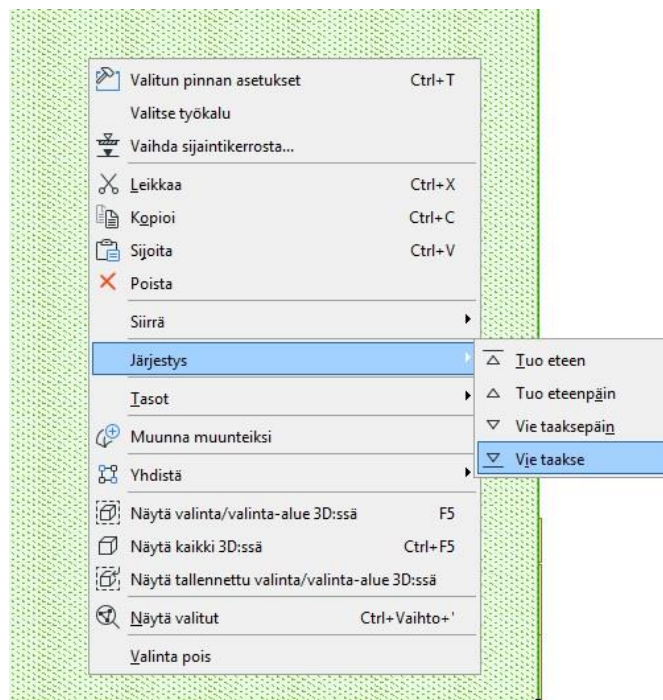 Valitun pinnan asetukset Ctrl+T
Valitse työkalu
Vaihda sijaintikerrosta...
Leikkaa Ctrl+X
Kopioi Ctrl+C
Sijoita Ctrl+V
Poista
Siirrä
Järjestys
Tasot
Muunna muunteiksi
Yhdistä
Näytä valinta/valinta-alue 3D:ssä F5
Näytä kaikki 3D:ssä Ctrl+F5
Näytä tallennettu valinta/valinta-alue 3D:ssä
Näytä valitut Ctrl+Vaihto+'
Valinta pois
Tuo eteen
Tuo eteenpäin
Vie taaksepäin
Vie taakse